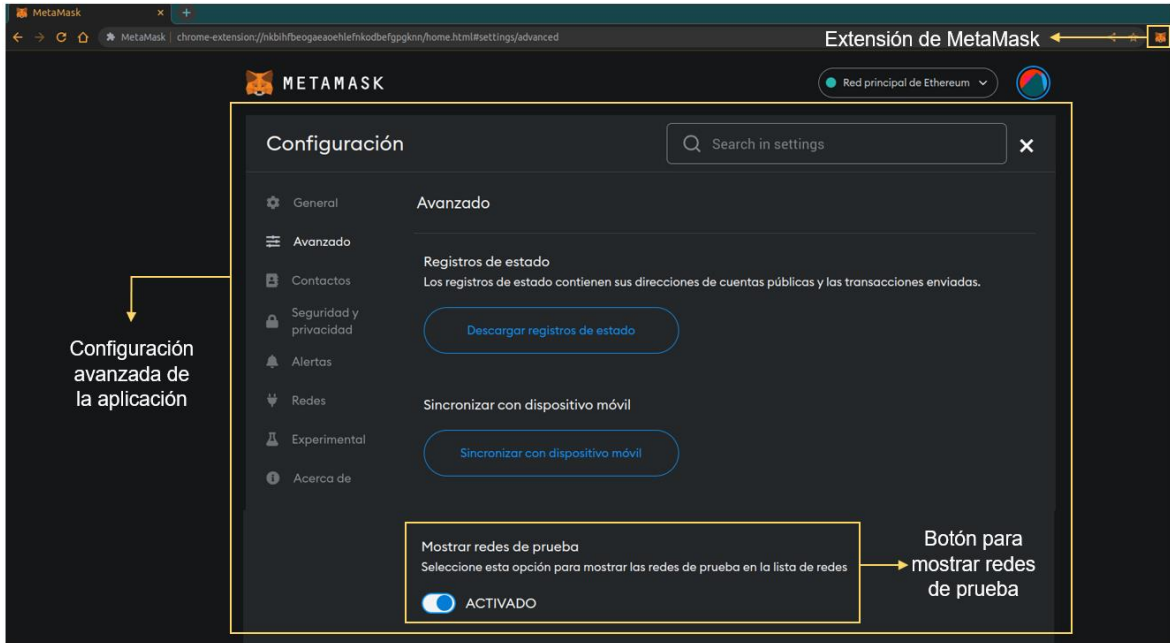 MetaMask
MetaMask | chrome-extension://nkbihfbeogaeaoehlefnkodbefgpgknn/home.html#settings/advanced
Extensión de MetaMask
METAMASK
Red principal de Ethereum
Configuración
Search in settings
General
Avanzado
Contactos
Seguridad y
privacidad
Alertas
Redes
Experimental
Acerca de
Avanzado
Registros de estado
Los registros de estado contienen sus direcciones de cuentas públicas y las transacciones enviadas.
Descargar registros de estado
Sincronizar con dispositivo móvil
Sincronizar con dispositivo móvil
Mostrar redes de prueba
Seleccione esta opción para mostrar las redes de prueba en la lista de redes
ACTIVADO
Configuración
avanzada de
la aplicación
Botón para
mostrar redes
de prueba